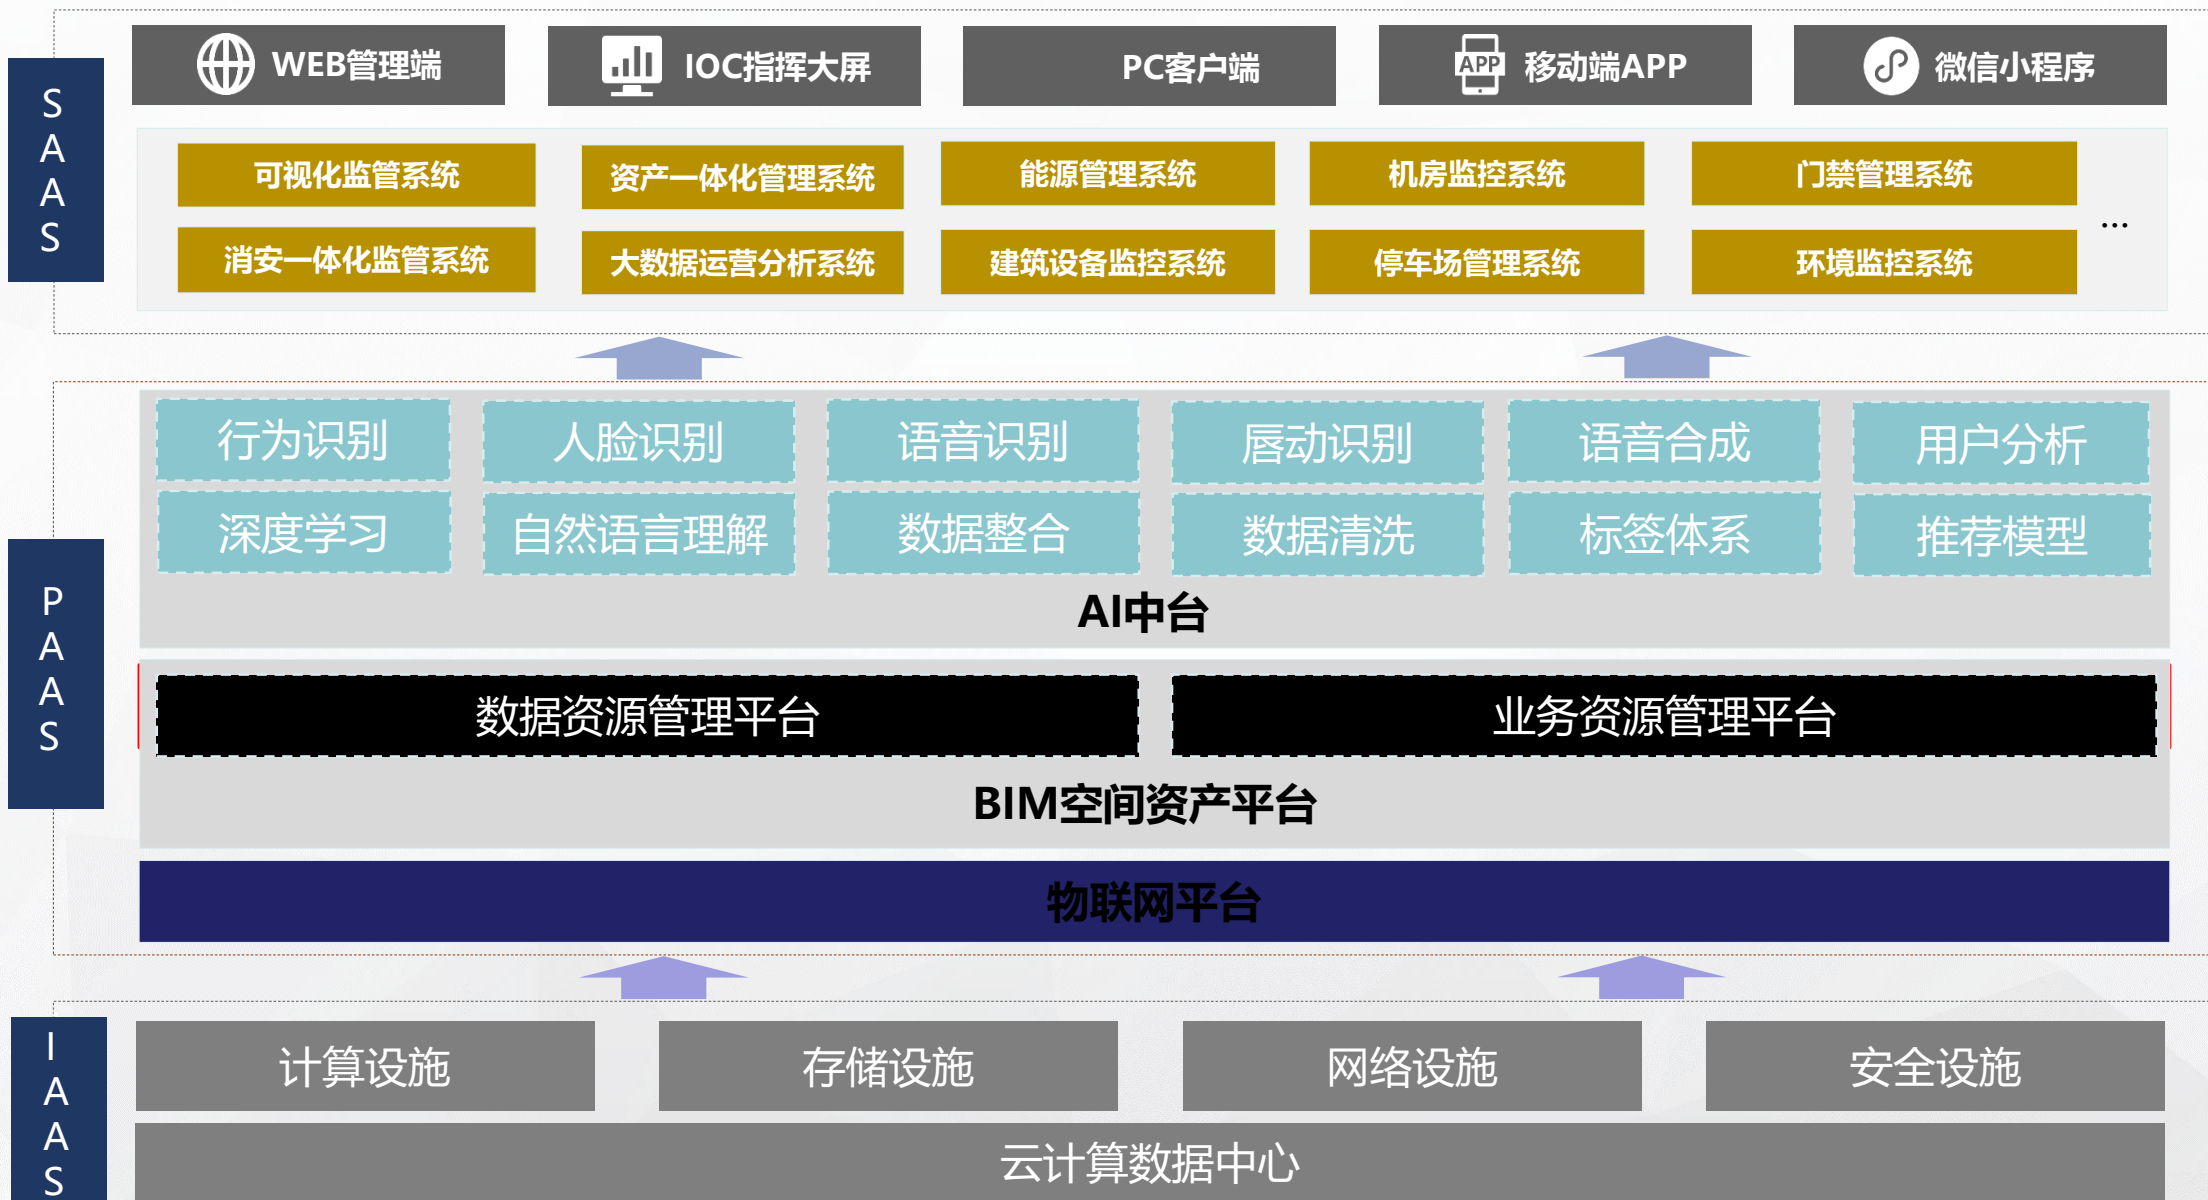 WEB管理端
IOC指挥大屏
PC客户端
APP
移动端APP
微信小程序
SAAS
可视化监管系统
资产一体化管理系统
能源管理系统
机房监控系统
门禁管理系统
...
消安一体化监管系统
大数据运营分析系统
建筑设备监控系统
停车场管理系统
环境监控系统
PAAS
行为识别
人脸识别
语音识别
唇动识别
语音合成
用户分析
深度学习
自然语言理解
数据整合
数据清洗
标签体系
推荐模型
AI中台
数据资源管理平台
业务资源管理平台
BIM空间资产平台
物联网平台
IAAS
计算设施
存储设施
网络设施
安全设施
云计算数据中心